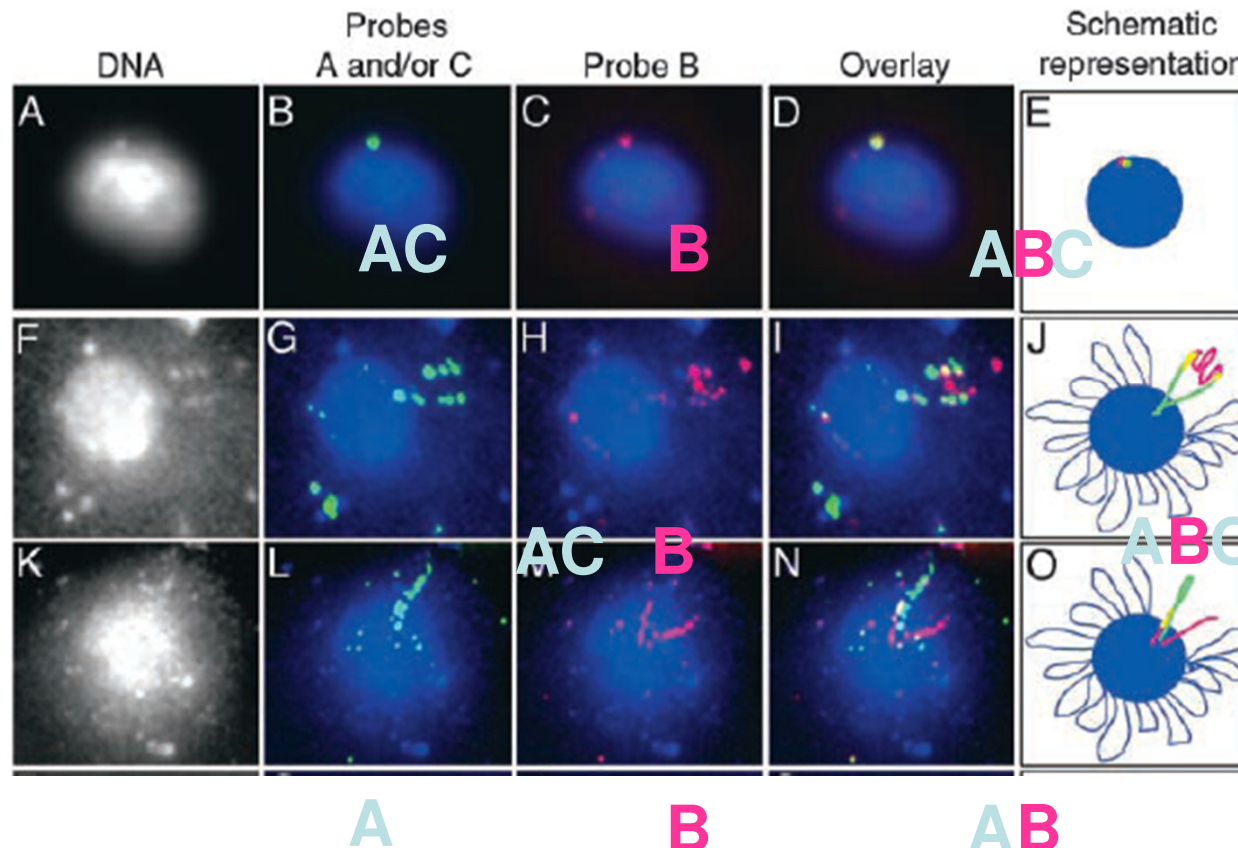 Probes
Schematic
DNA
A and/or C
Probe B
Overlay
representation
A
B
C
D
E
AC
B
ABC
F
G
H
I
J
AC
B
ABC
K
L
M
N
O
A
B
AB